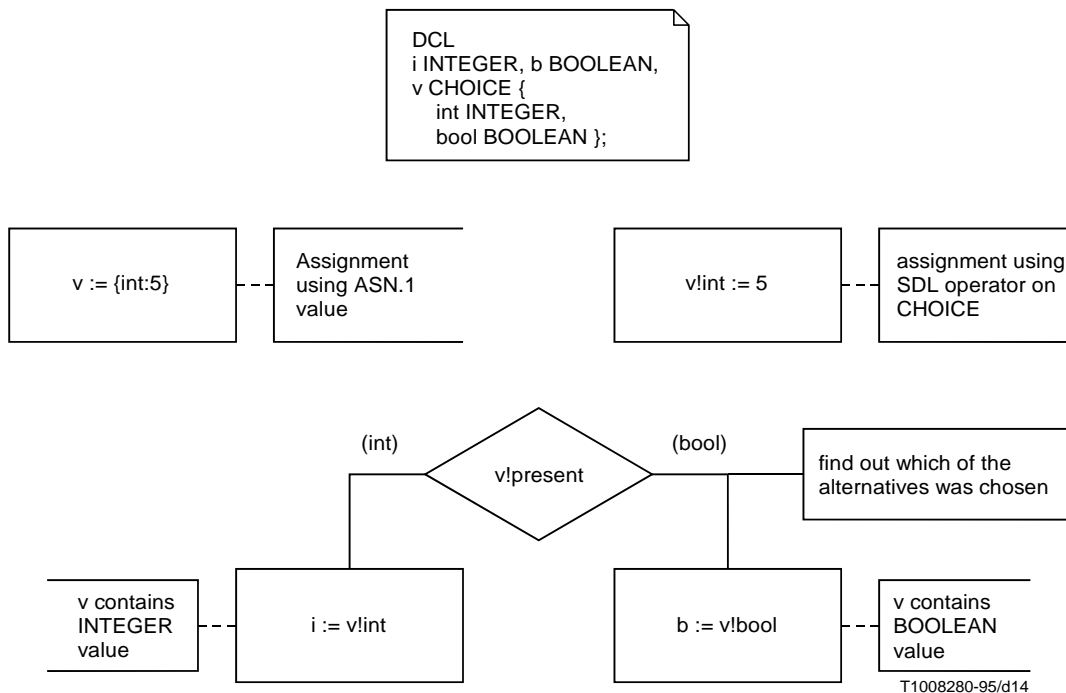 DCL
i INTEGER, b BOOLEAN,
v CHOICE {
int INTEGER,
bool BOOLEAN };
v := {int:5}
Assignment
using ASN.1
value
v!int := 5
assignment using
SDL operator on
CHOICE
(int)
v!present
(bool)
find out which of the
alternatives was chosen
v contains
INTEGER
value
i := v!int
b := v!bool
v contains
BOOLEAN
value
T1008280-95/d14